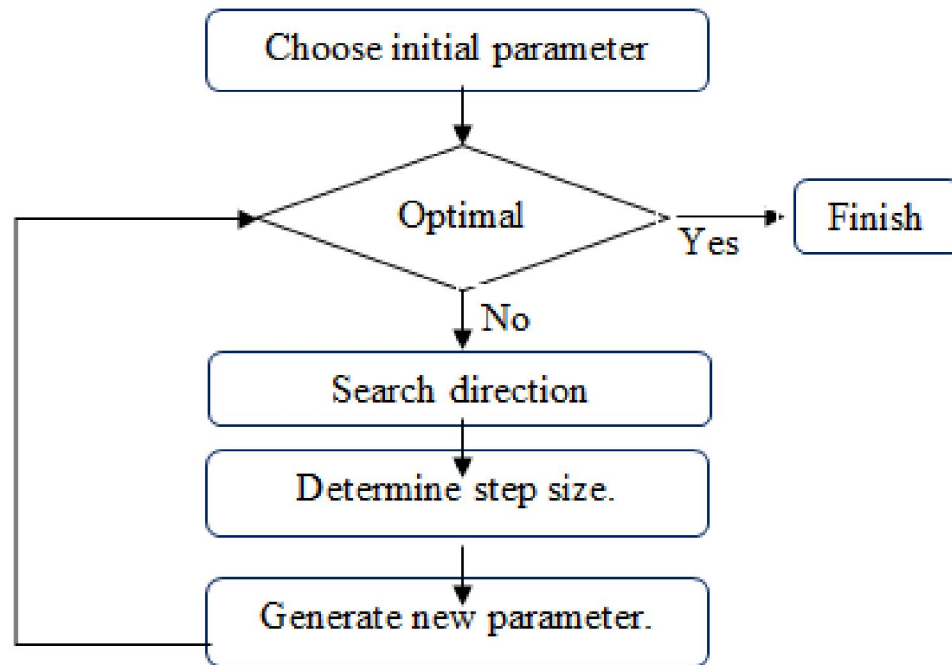 Choose initial parameter
Optimal
Yes
Finish
No
Search direction
Determine step size.
Generate new parameter.